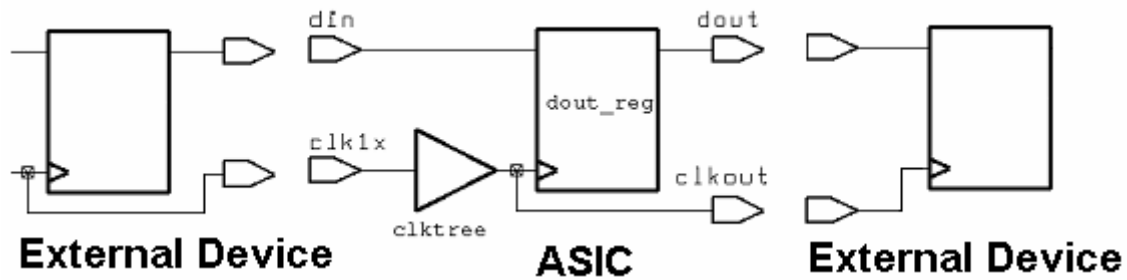 din
dout
dout_reg
clk1x
clkout
clktree
External Device
ASIC
External Device